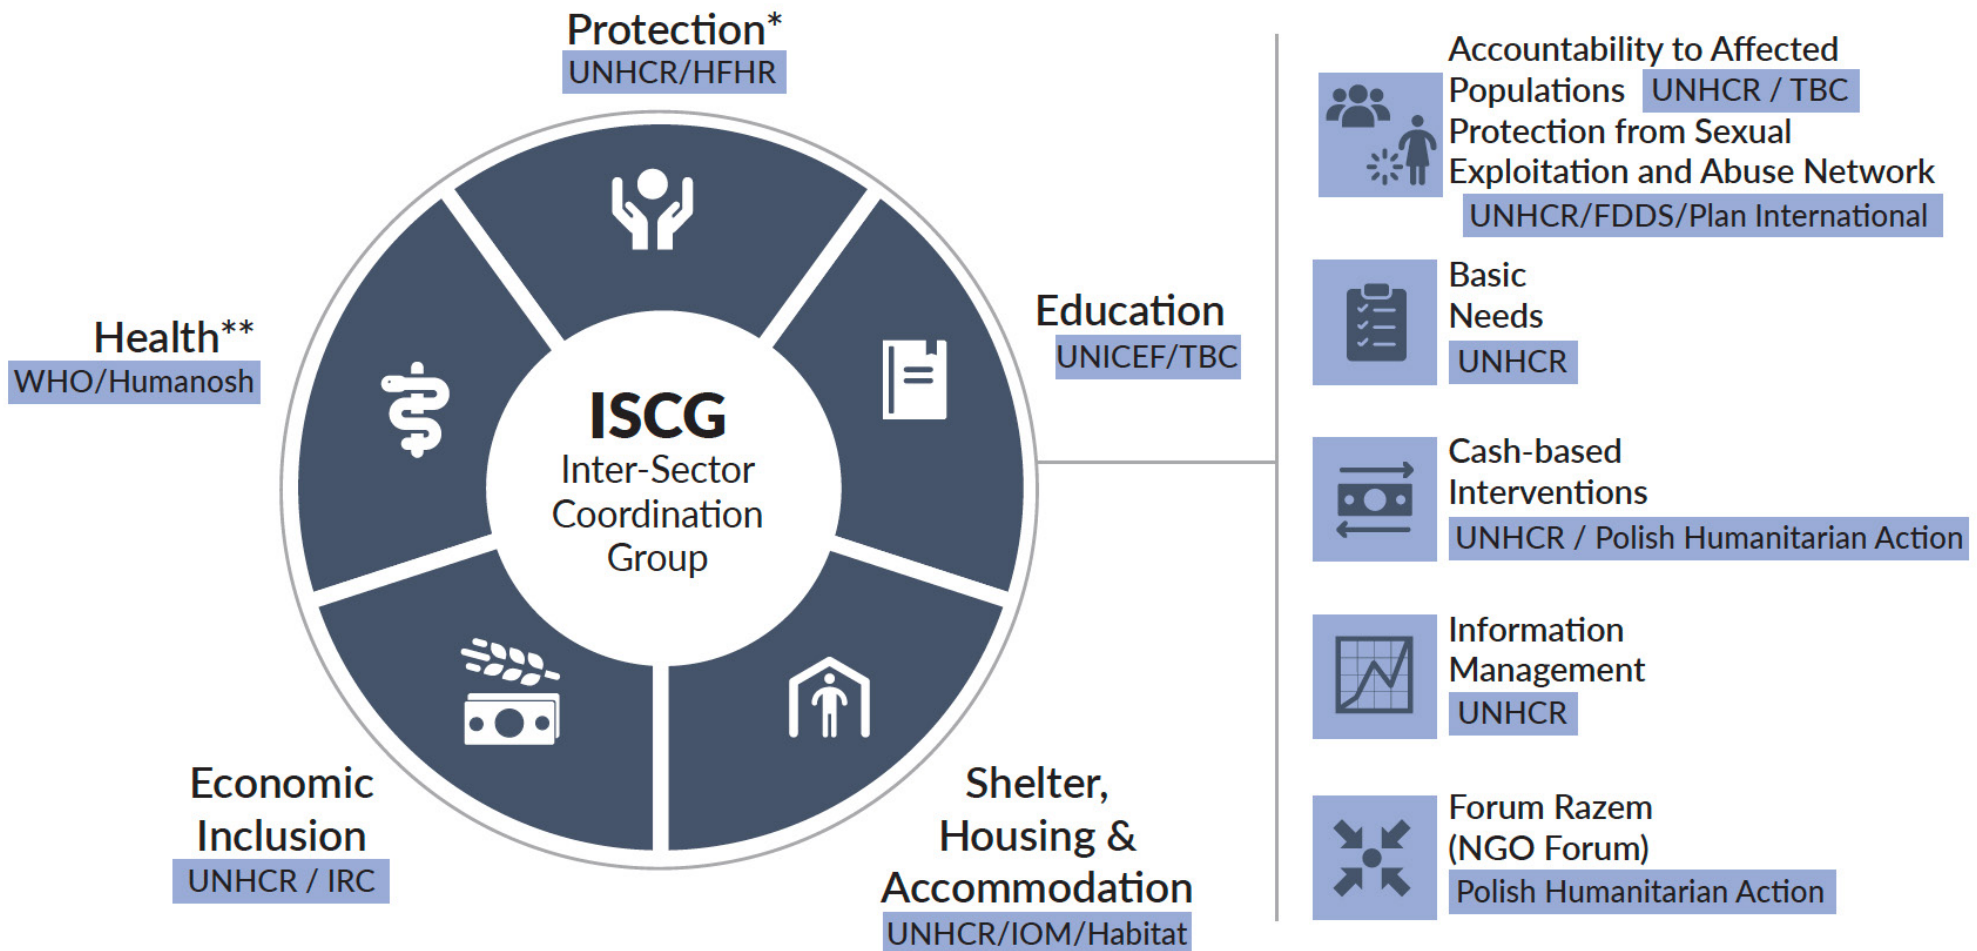 Protection*
UNHCR/HFHR
Health**
WHO/Humanosh
Education
UNICEF/TBC
ISCG
Inter-Sector
Coordination
Group
Economic
Inclusion
UNHCR / IRC
Shelter,
Housing &
Accommodation
UNHCR/IOM/Habitat
Accountability to Affected
Populations UNHCR / TBC
Protection from Sexual
Exploitation and Abuse Network
UNHCR/FDDS/Plan International
Basic
Needs
UNHCR
Cash-based
Interventions
UNHCR / Polish Humanitarian Action
Information
Management
UNHCR
Forum Razem
(NGO Forum)
Polish Humanitarian Action